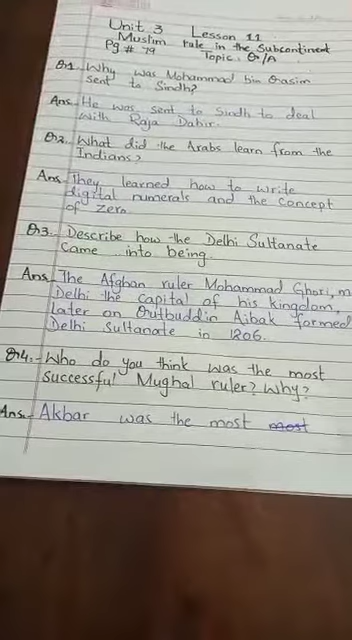 Unit 3 Lesson 11
Muslim rule in the Subcontinent
Pg # 79 Topic: Q/A
Q1. Why was Mohammad bin Qasim
sent to Sindh?
Ans: He was sent to Sindh to deal
with Raja Dahir.
Q2. What did the Arabs learn from the
Indians?
Ans: They learned how to write
digital numerals and the concept
of Zero.
Q3. Describe how the Delhi Sultanate
Came into being.
Ans: The Afghan ruler Mohammad Ghori, m
Delhi the capital of his kingdom,
Later on Qutbuddin Aibak formed
Delhi sultanate in 1206.
Q4.- Who do you think was the most
successful Mughal ruler? Why?
Ans:- Akbar was the most most